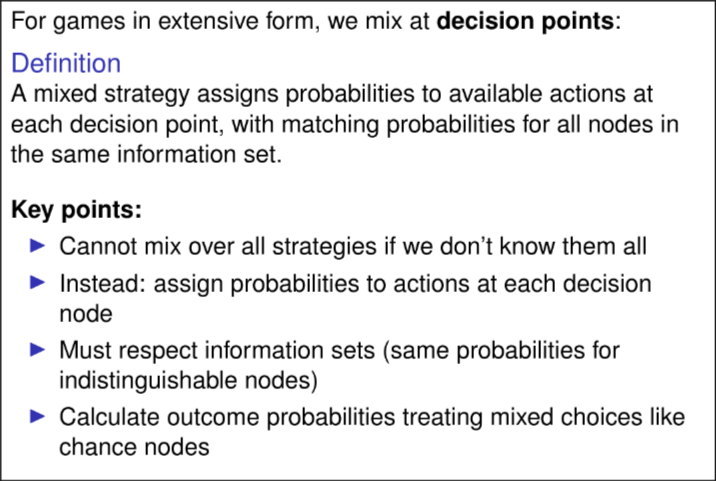 For games in extensive form, we mix at decision points:
Definition
A mixed strategy assigns probabilities to available actions at
each decision point, with matching probabilities for all nodes in
the same information set.
Key points:
Cannot mix over all strategies if we don't know them all
Instead: assign probabilities to actions at each decision
node
Must respect information sets (same probabilities for
indistinguishable nodes)
Calculate outcome probabilities treating mixed choices like
chance nodes